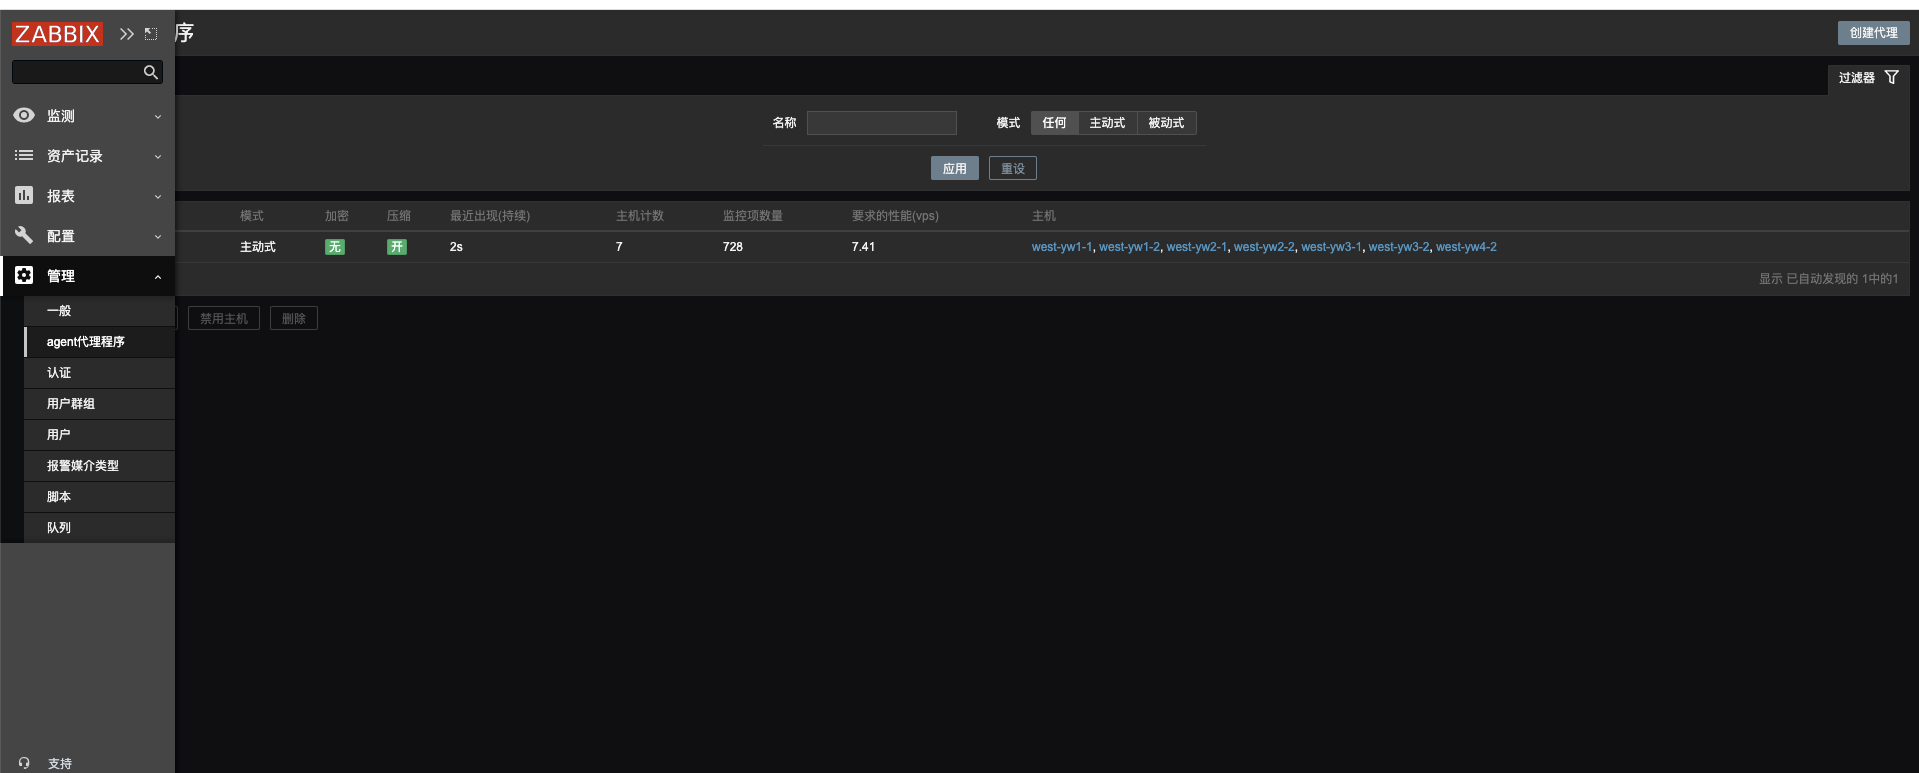 ZABBIX
序
创建代理
过滤器
名称
模式 任何 主动式 被动式
应用 重设
监测
资产记录
报表
配置
管理
一般
agent代理程序
认证
用户群组
用户
报警媒介类型
脚本
队列
支持
模式 加密 压缩 最近出现(持续) 主机计数 监控项数量 要求的性能(vps) 主机
主动式 无 开 2s 7 728 7.41 west-yw1-1, west-yw1-2, west-yw2-1, west-yw2-2, west-yw3-1, west-yw3-2, west-yw4-2
显示 已自动发现的 1中的1
禁用主机 删除